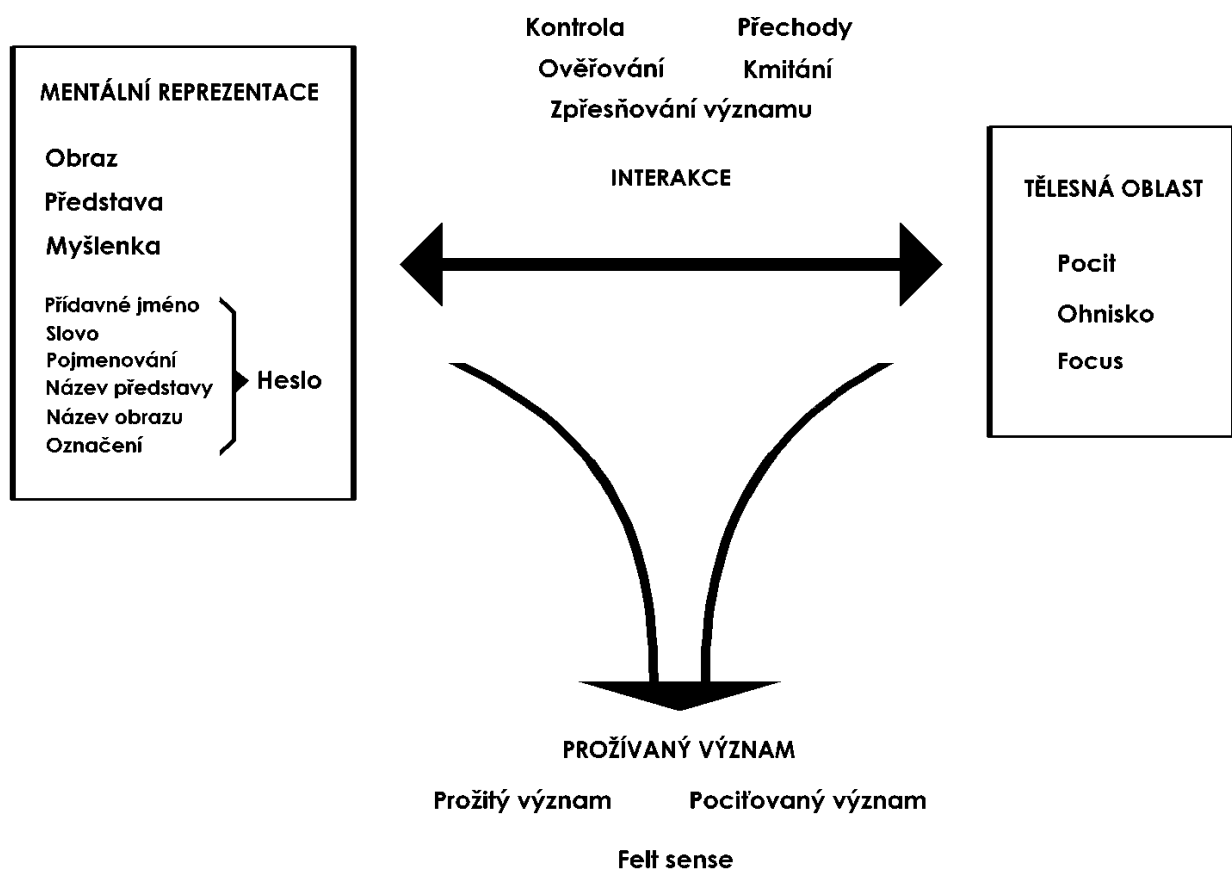 Kontrola Přechody
Ověřování Kmitání
Zpřesňování významu
INTERAKCE
MENTÁLNÍ REPREZENTACE
Obraz
Představa
Myšlenka
Přídavné jméno
Slovo
Pojmenování
Název představy
Název obrazu
Označení
Heslo
TĚLESNÁ OBLAST
Pocit
Ohnisko
Focus
PROŽÍVANÝ VÝZNAM
Prožitý význam Pociťovaný význam
Felt sense